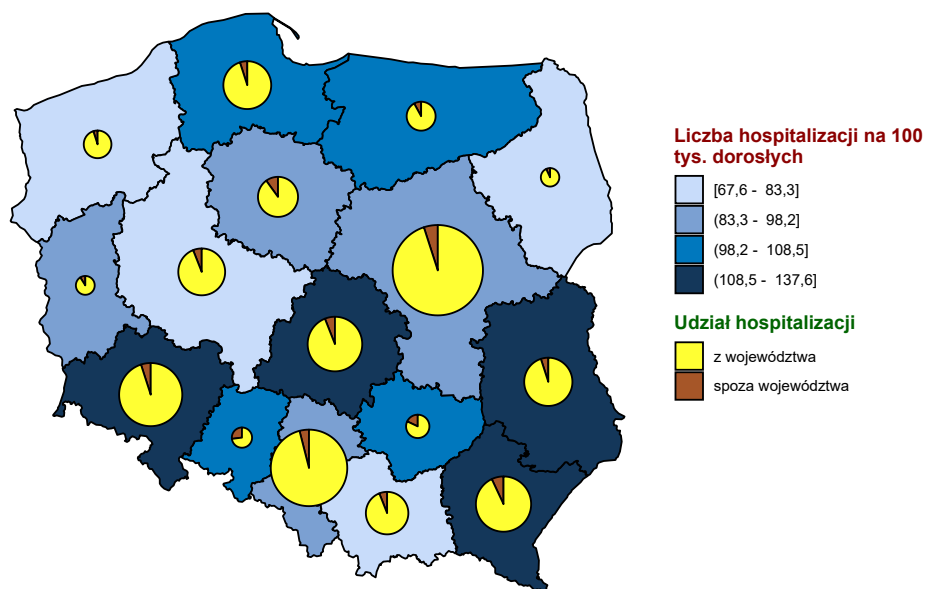 Liczba hospitalizacji na 100
tys. dorosłych
[67,6 - 83,3]
(83,3 - 98,2]
(98,2 - 108,5]
(108,5 - 137,6]
Udział hospitalizacji
z województwa
spoza województwa